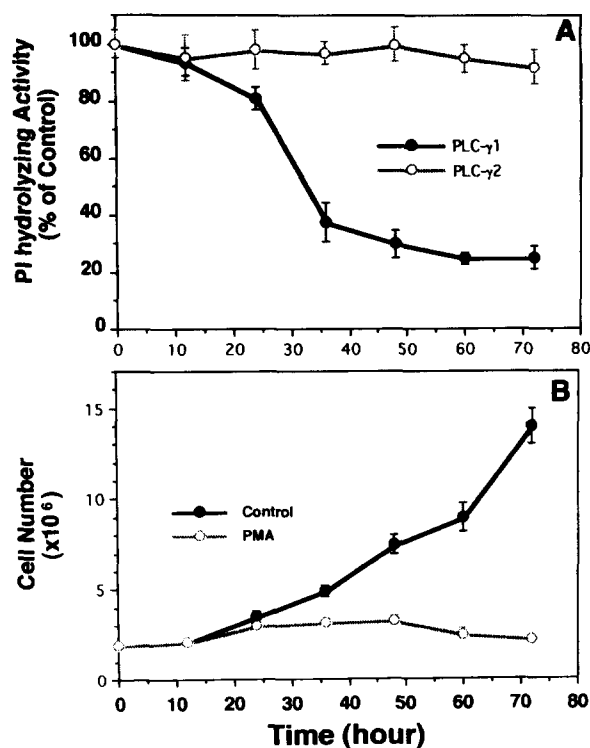 A
PI hydrolyzing Activity
(% of Control)
100
80
60
40
20
0
PLC-γ1
PLC-γ2
0 10 20 30 40 50 60 70 80
B
Cell Number
(x10⁶)
15
10
5
0
Control
PMA
0 10 20 30 40 50 60 70 80
Time (hour)